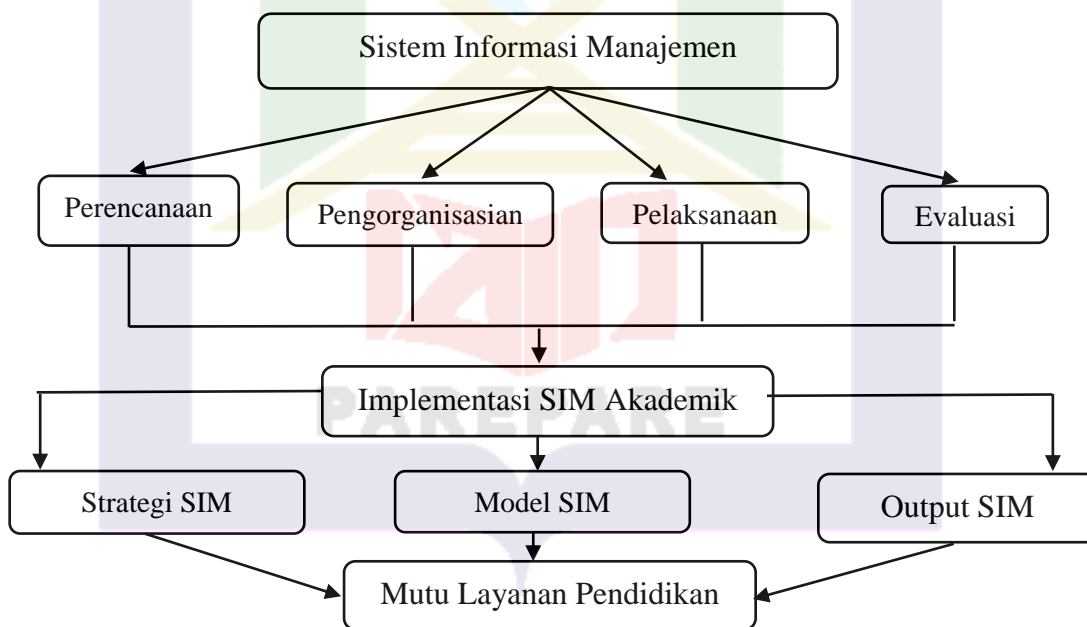 Sistem Informasi Manajemen
Perencanaan
Pengorganisasian
Pelaksanaan
Evaluasi
Implementasi SIM Akademik
PAREPARE
Strategi SIM
Model SIM
Output SIM
Mutu Layanan Pendidikan